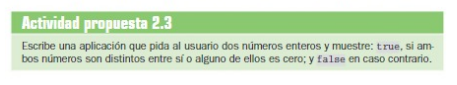 Actividad propuesta 2.3
Escribe una aplicación que pida al usuario dos números enteros y muestre: true, si am-
bos números son distintos entre sí o alguno de ellos es cero; y false en caso contrario.